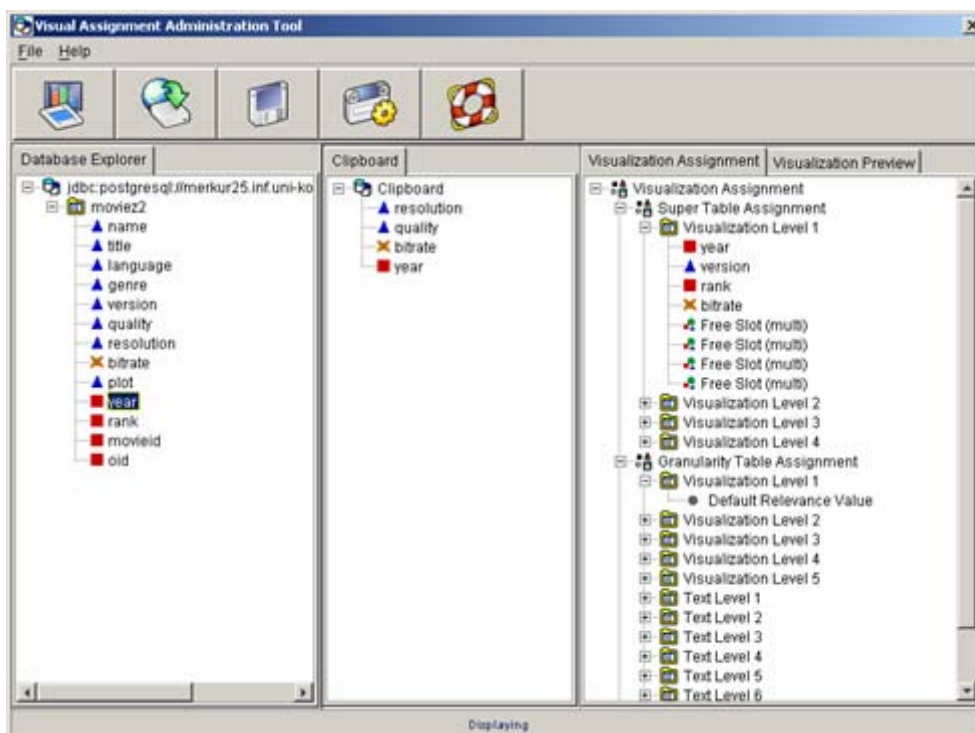 Visual Assignment Administration Tool
File Help
Database Explorer
jdbc:postgresql://merkur25.inf.uni-ko
moviez2
name
title
language
genre
version
quality
resolution
bitrate
plot
year
rank
movieid
oid
Clipboard
Clipboard
resolution
quality
bitrate
year
Visualization Assignment Visualization Preview
Visualization Assignment
Super Table Assignment
Visualization Level 1
year
version
rank
bitrate
Free Slot (multi)
Free Slot (multi)
Free Slot (multi)
Free Slot (multi)
Visualization Level 2
Visualization Level 3
Visualization Level 4
Granularity Table Assignment
Visualization Level 1
Default Relevance Value
Visualization Level 2
Visualization Level 3
Visualization Level 4
Visualization Level 5
Text Level 1
Text Level 2
Text Level 3
Text Level 4
Text Level 5
Text Level 6
Displaying